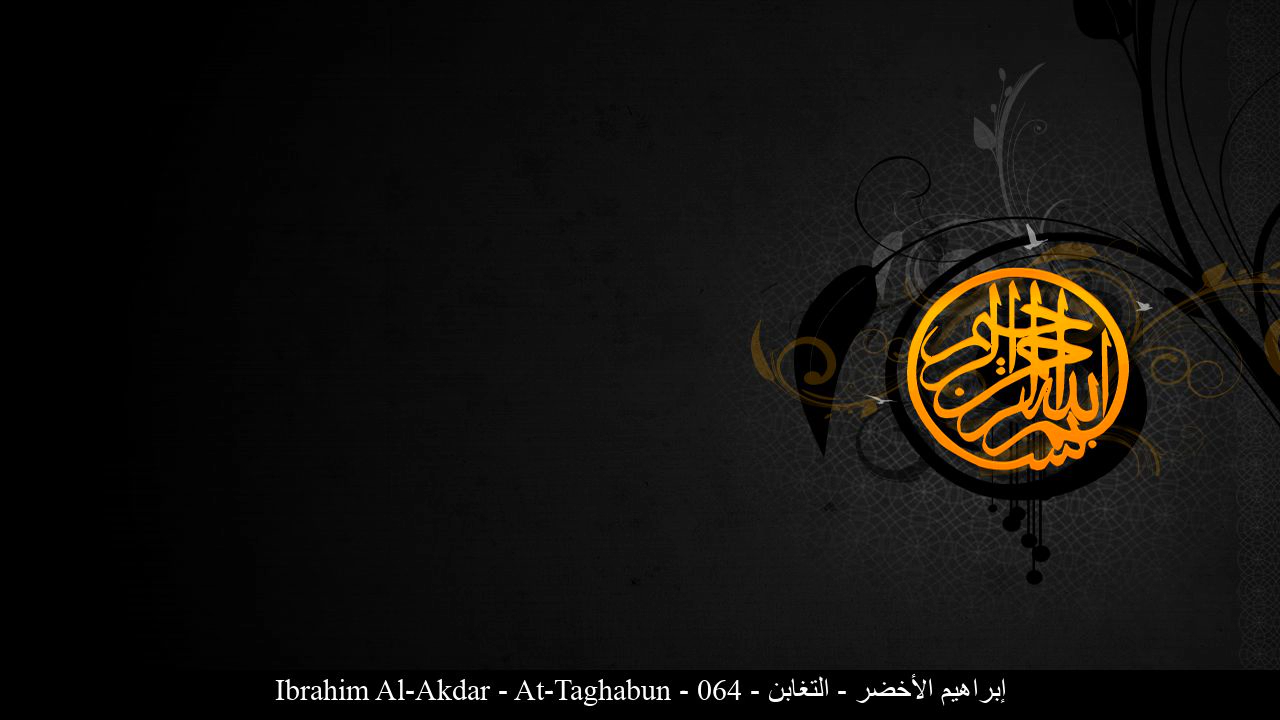 بسم الله الرحمن الرحيم
Ibrahim Al-Akdar - At-Taghabun - 064 - إبراهيم الأخضر - التغابن